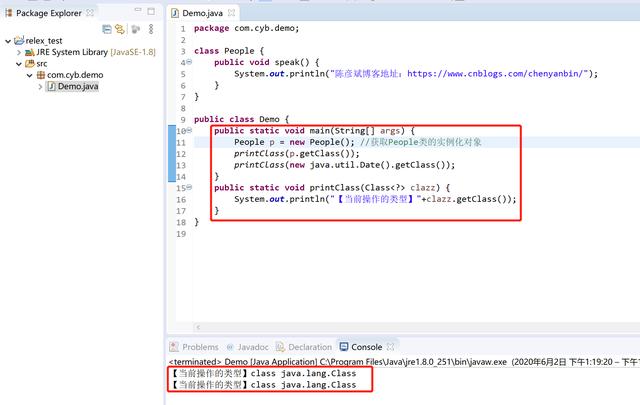 Package Explorer
Demo.java
relex_test
JRE System Library [JavaSE-1.8]
src
com.cyb.demo
Demo.java
1 package com.cyb.demo;
2
3 class People {
4 public void speak() {
5 System.out.println("陈彦斌博客地址：https://www.cnblogs.com/chenyanbin/");
6 }
7 }
8
9 public class Demo {
10 public static void main(String[] args) {
11 People p = new People(); //获取People类的实例化对象
12 printClass(p.getClass());
13 printClass(new java.util.Date().getClass());
14 }
15 public static void printClass(Class<?> clazz) {
16 System.out.println("【当前操作的类型】"+clazz.getClass());
17 }
18 }
19
Problems Javadoc Declaration Console
<terminated> Demo [Java Application] C:\Program Files\Java\jre1.8.0_251\bin\javaw.exe (2020年6月2日 下午1:19:20 – 下午1
【当前操作的类型】class java.lang.Class
【当前操作的类型】class java.lang.Class